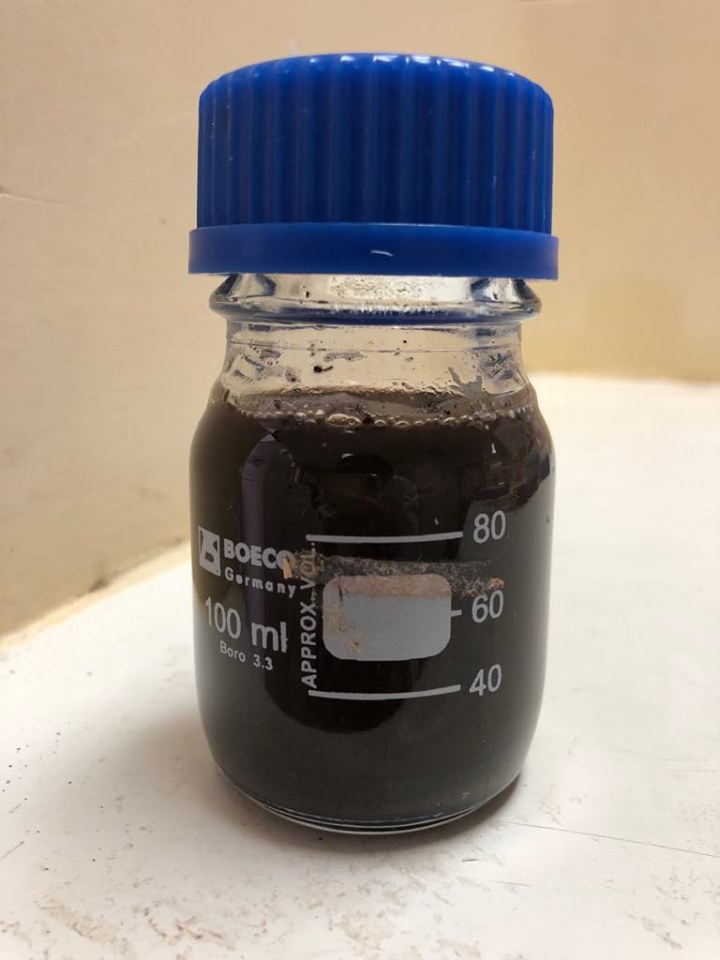 BOECO
Germany
100 ml
Boro 3.3
APPROX. VOL.
80
60
40